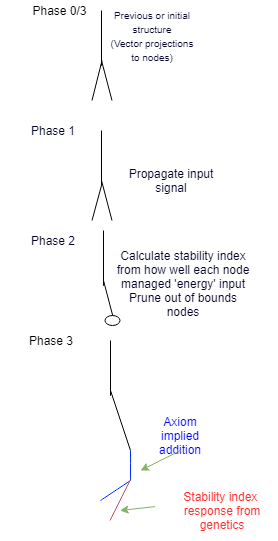 Phase 0/3
Previous or initial
structure
(Vector projections
to nodes)
Phase 1
Propagate input
signal
Phase 2
Calculate stability index
from how well each node
managed 'energy' input
Prune out of bounds
nodes
Phase 3
Axiom
implied
addition
Stability index
response from
genetics